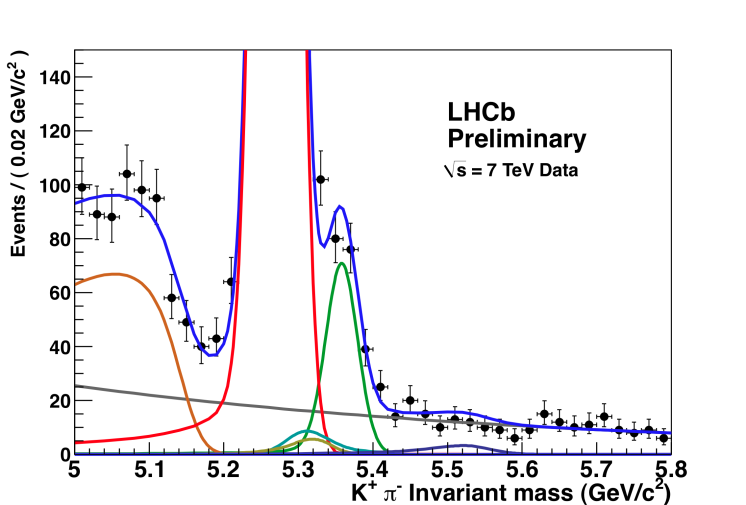 Events / ( 0.02 GeV/c² )
140
120
100
80
60
40
20
0
LHCb
Preliminary
√s = 7 TeV Data
5 5.1 5.2 5.3 5.4 5.5 5.6 5.7 5.8
K⁺ π⁻ Invariant mass (GeV/c²)